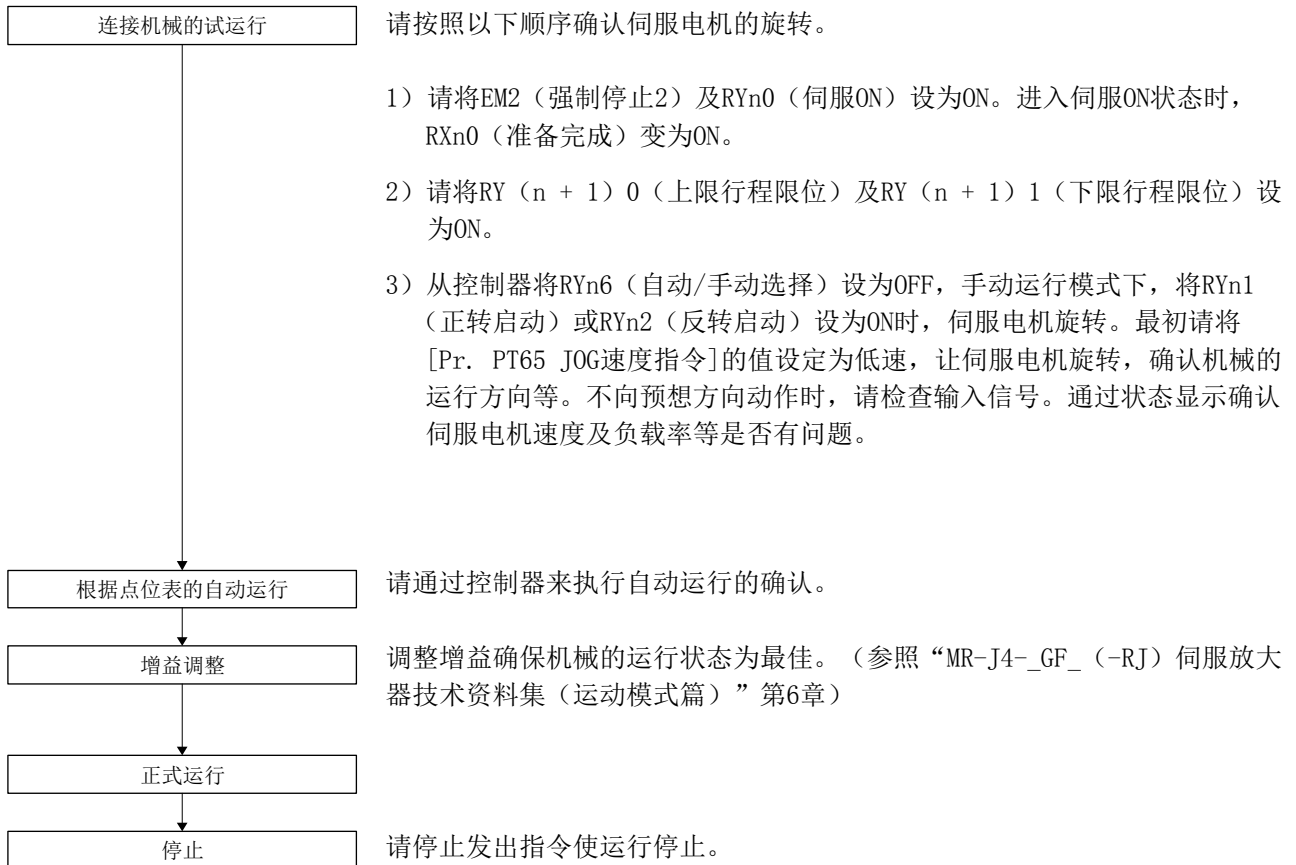 连接机械的试运行
请按照以下顺序确认伺服电机的旋转。
1）请将EM2（强制停止2）及RYn0（伺服ON）设为ON。进入伺服ON状态时，
RXn0（准备完成）变为ON。
2）请将RY（n + 1）0（上限行程限位）及RY（n + 1）1（下限行程限位）设
为ON。
3）从控制器将RYn6（自动/手动选择）设为OFF，手动运行模式下，将RYn1
（正转启动）或RYn2（反转启动）设为ON时，伺服电机旋转。最初请将
[Pr. PT65 JOG速度指令]的值设定为低速，让伺服电机旋转，确认机械的
运行方向等。不向预想方向动作时，请检查输入信号。通过状态显示确认
伺服电机速度及负载率等是否有问题。
根据点位表的自动运行
请通过控制器来执行自动运行的确认。
增益调整
调整增益确保机械的运行状态为最佳。（参照“MR-J4-_GF_（-RJ）伺服放大
器技术资料集（运动模式篇）”第6章）
正式运行
停止
请停止发出指令使运行停止。